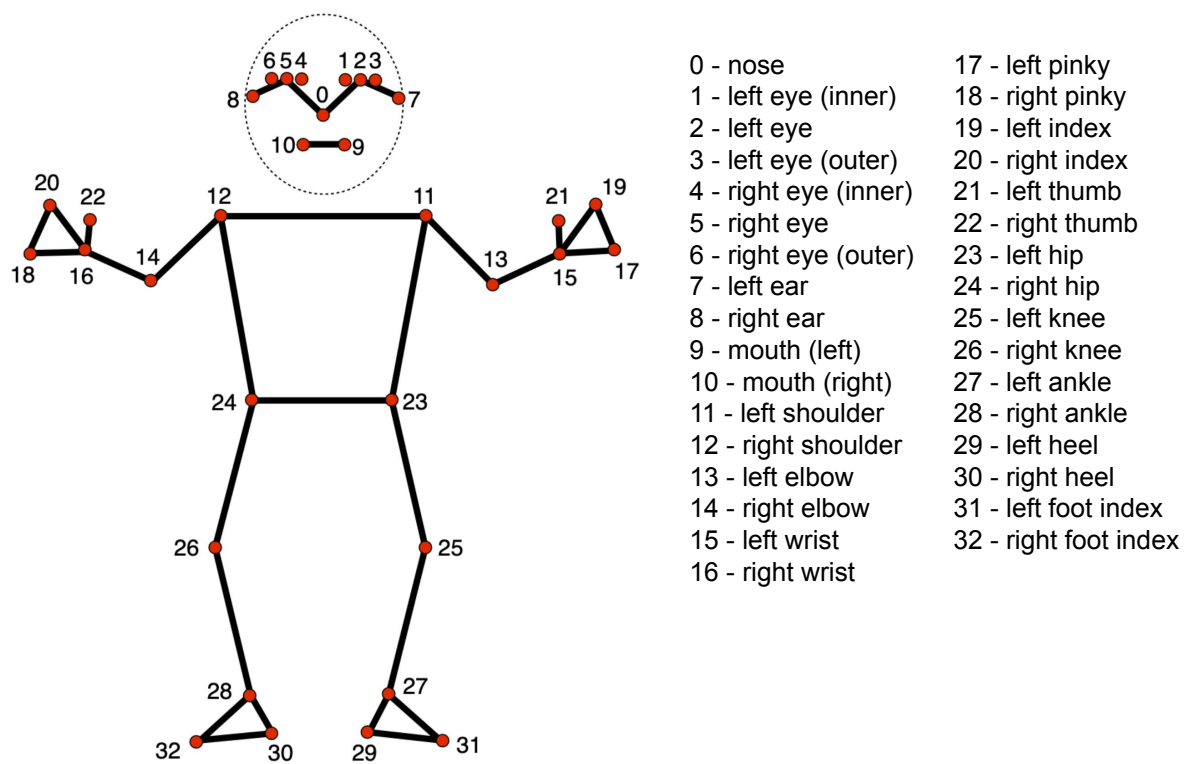 6 5 4 1 2 3
0
8 7
10 9
20 22 12 11 21 19
14 13
18 16 15 17
24 23
26 25
28 27
32 30 29 31
0 - nose
1 - left eye (inner)
2 - left eye
3 - left eye (outer)
4 - right eye (inner)
5 - right eye
6 - right eye (outer)
7 - left ear
8 - right ear
9 - mouth (left)
10 - mouth (right)
11 - left shoulder
12 - right shoulder
13 - left elbow
14 - right elbow
15 - left wrist
16 - right wrist
17 - left pinky
18 - right pinky
19 - left index
20 - right index
21 - left thumb
22 - right thumb
23 - left hip
24 - right hip
25 - left knee
26 - right knee
27 - left ankle
28 - right ankle
29 - left heel
30 - right heel
31 - left foot index
32 - right foot index